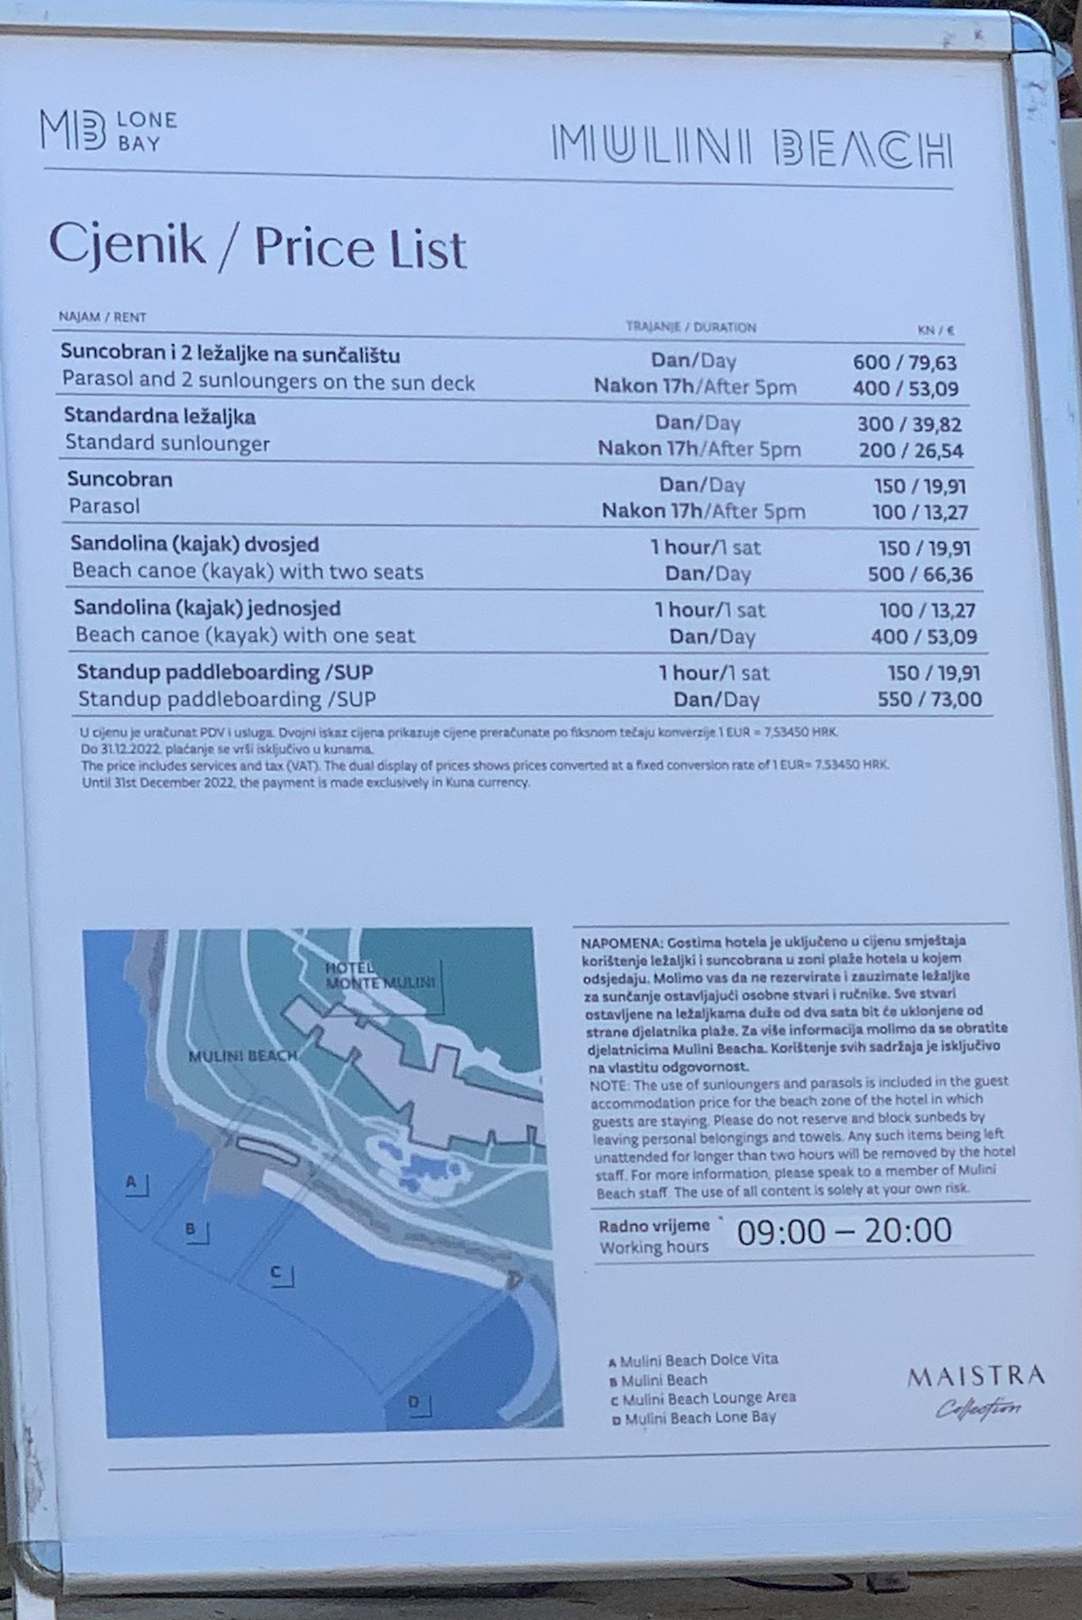 MB LONE
BAY
MULINI BEACH
Cjenik / Price List
NAJAM / RENT TRAJANJE / DURATION KN / €
Suncobran i 2 ležaljke na sunčalištu Dan/Day 600 / 79,63
Parasol and 2 sunloungers on the sun deck Nakon 17h/After 5pm 400 / 53,09
Standardna ležaljka Dan/Day 300 / 39,82
Standard sunlounger Nakon 17h/After 5pm 200 / 26,54
Suncobran Dan/Day 150 / 19,91
Parasol Nakon 17h/After 5pm 100 / 13,27
Sandolina (kajak) dvosjed 1 hour/1 sat 150 / 19,91
Beach canoe (kayak) with two seats Dan/Day 500 / 66,36
Sandolina (kajak) jednosjed 1 hour/1 sat 100 / 13,27
Beach canoe (kayak) with one seat Dan/Day 400 / 53,09
Standup paddleboarding /SUP 1 hour/1 sat 150 / 19,91
Standup paddleboarding /SUP Dan/Day 550 / 73,00
U cijenu je uračunat PDV i usluga. Dvojni iskaz cijena prikazuje cijene preračunate po fiksnom tečaju konverzije 1 EUR = 7,53450 HRK.
Do 31.12.2022. plaćanje se vrši isključivo u kunama.
The price includes services and tax (VAT). The dual display of prices shows prices converted at a fixed conversion rate of 1 EUR= 7.53450 HRK.
Until 31st December 2022, the payment is made exclusively in Kuna currency.
HOTEL
MONTE MULINI
MULINI BEACH
A
B
C
D
NAPOMENA: Gostima hotela je uključeno u cijenu smještaja
korištenje ležaljki i suncobrana u zoni plaže hotela u kojem
odsjedaju. Molimo vas da ne rezervirate i zauzimate ležaljke
za sunčanje ostavljajući osobne stvari i ručnike. Sve stvari
ostavljene na ležaljkama duže od dva sata bit će uklonjene od
strane djelatnika plaže. Za više informacija molimo da se obratite
djelatnicima Mulini Beacha. Korištenje svih sadržaja je isključivo
na vlastitu odgovornost.
NOTE: The use of sunloungers and parasols is included in the guest
accommodation price for the beach zone of the hotel in which
guests are staying. Please do not reserve and block sunbeds by
leaving personal belongings and towels. Any such items being left
unattended for longer than two hours will be removed by the hotel
staff. For more information, please speak to a member of Mulini
Beach staff. The use of all content is solely at your own risk.
Radno vrijeme 09:00 – 20:00
Working hours
A Mulini Beach Dolce Vita
B Mulini Beach
C Mulini Beach Lounge Area
D Mulini Beach Lone Bay
MAISTRA
Collection